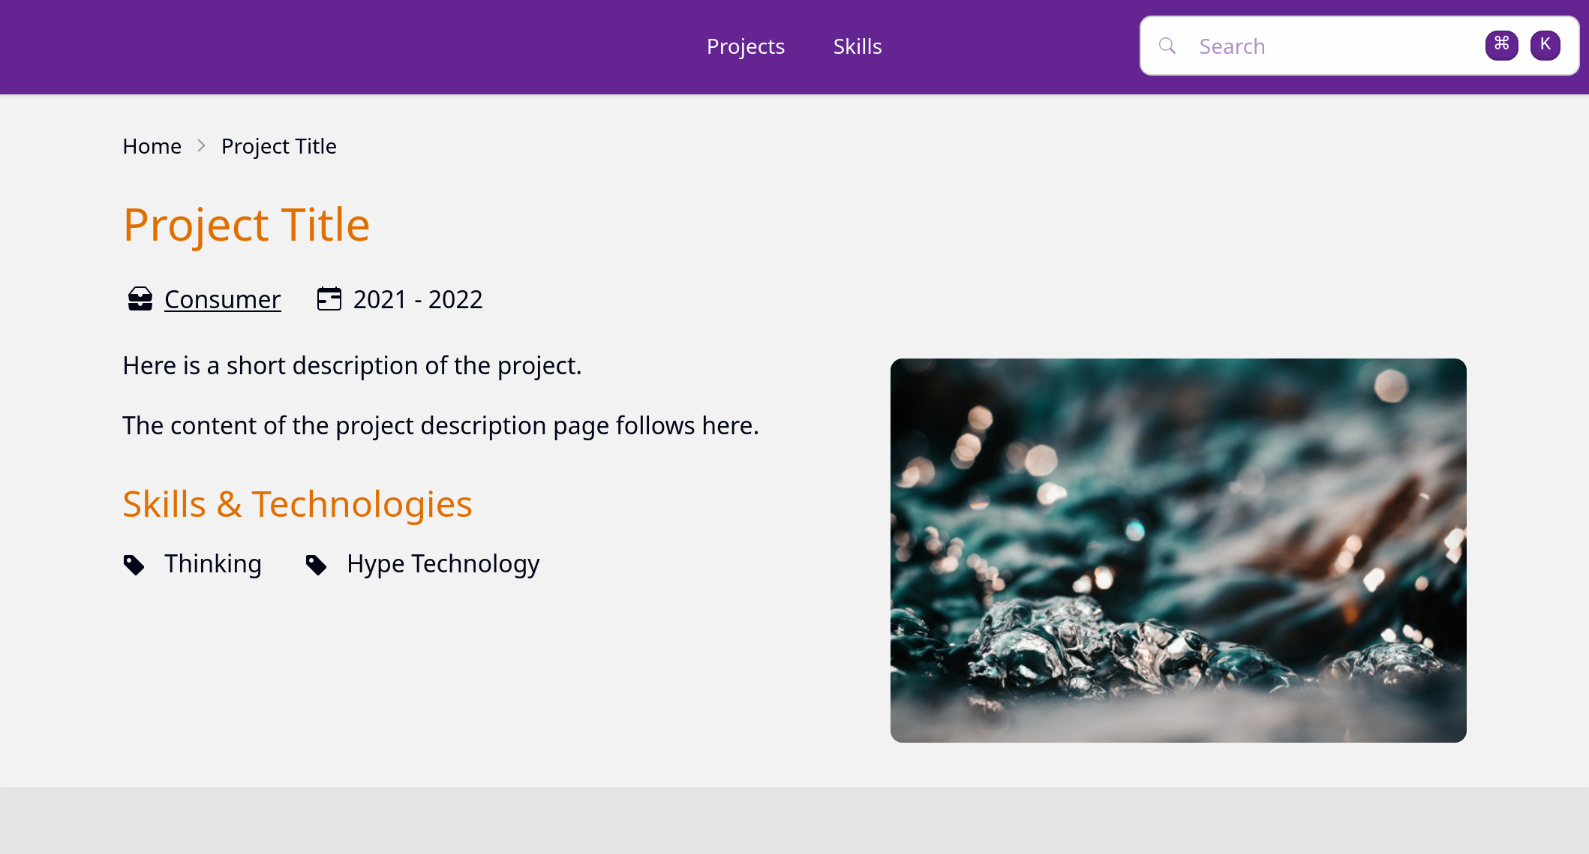 Projects Skills Search ⌘ K
Home Project Title
Project Title
Consumer 2021 - 2022
Here is a short description of the project.
The content of the project description page follows here.
Skills & Technologies
Thinking Hype Technology